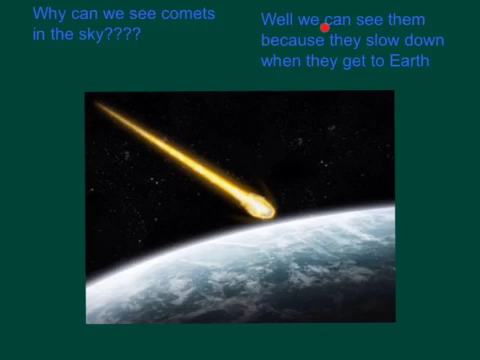 Why can we see comets
in the sky????
Well we can see them
because they slow down
when they get to Earth